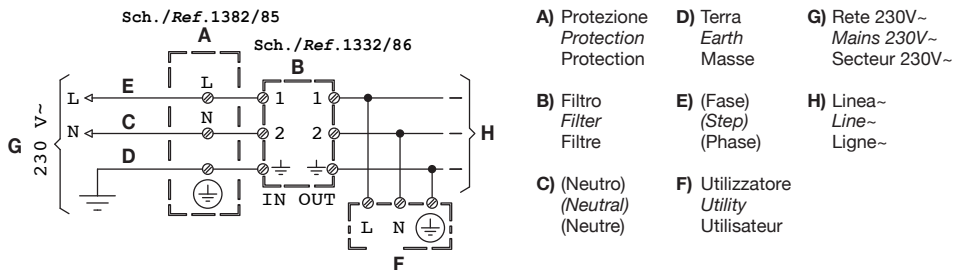 Sch./Ref.1382/85
A
Sch./Ref.1332/86
B
E
L
L
1
1
C
N
N
2
2
H
G
230 V~
D
IN OUT
L N
F
A) Protezione
Protection
Protection
B) Filtro
Filter
Filtre
C) (Neutro)
(Neutral)
(Neutre)
D) Terra
Earth
Masse
E) (Fase)
(Step)
(Phase)
F) Utilizzatore
Utility
Utilisateur
G) Rete 230V~
Mains 230V~
Secteur 230V~
H) Linea~
Line~
Ligne~